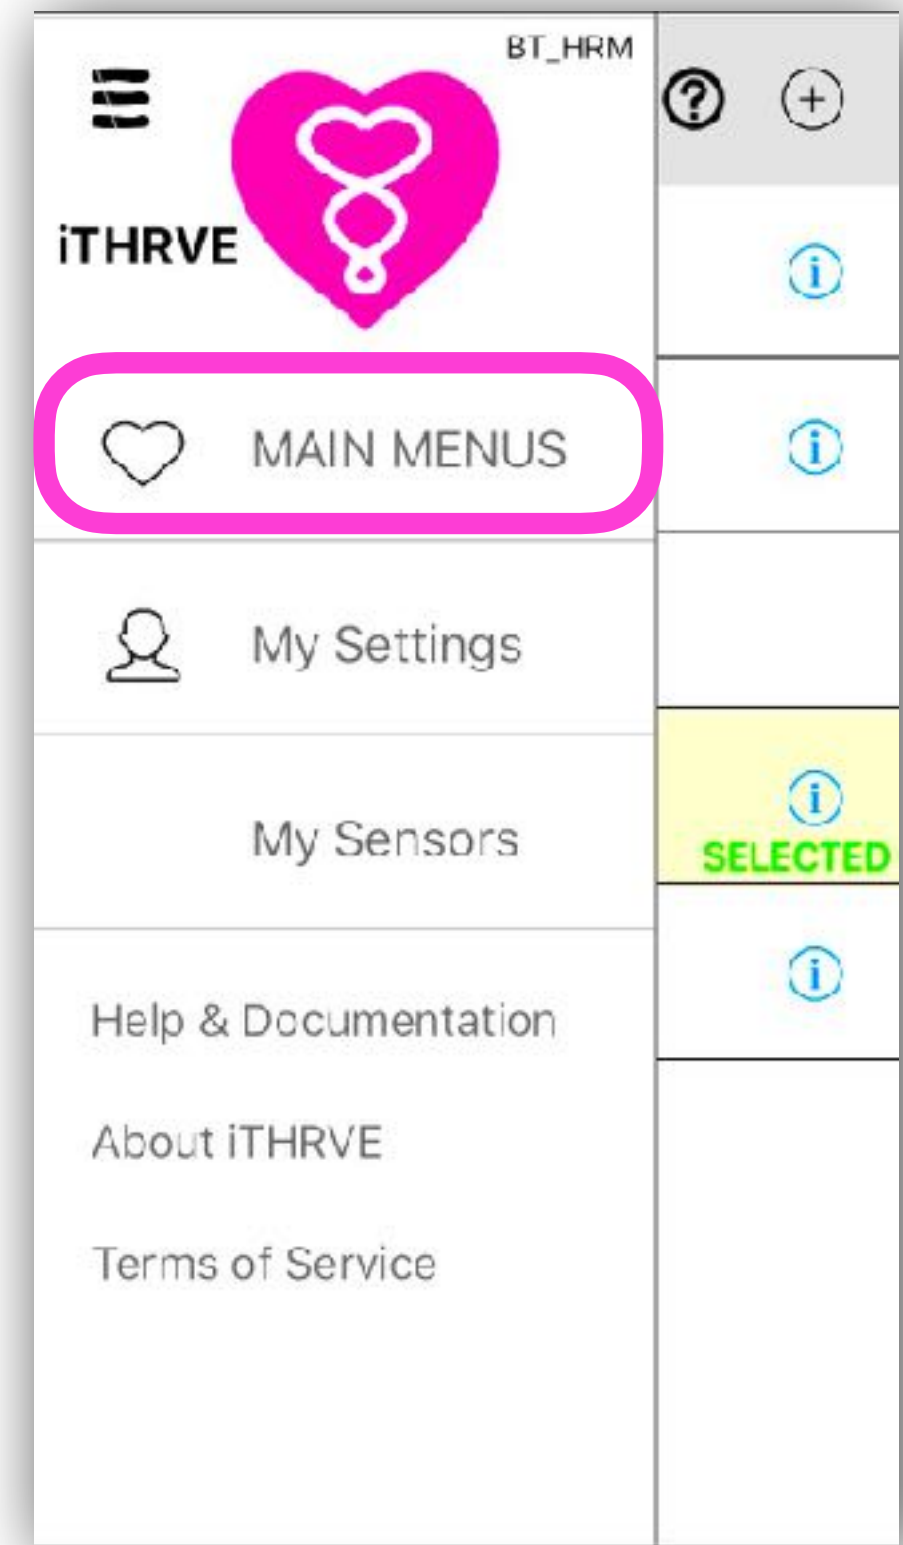 BT_HRM
iTHRVE
MAIN MENUS
My Settings
My Sensors
SELECTED
Help & Documentation
About iTHRVE
Terms of Service